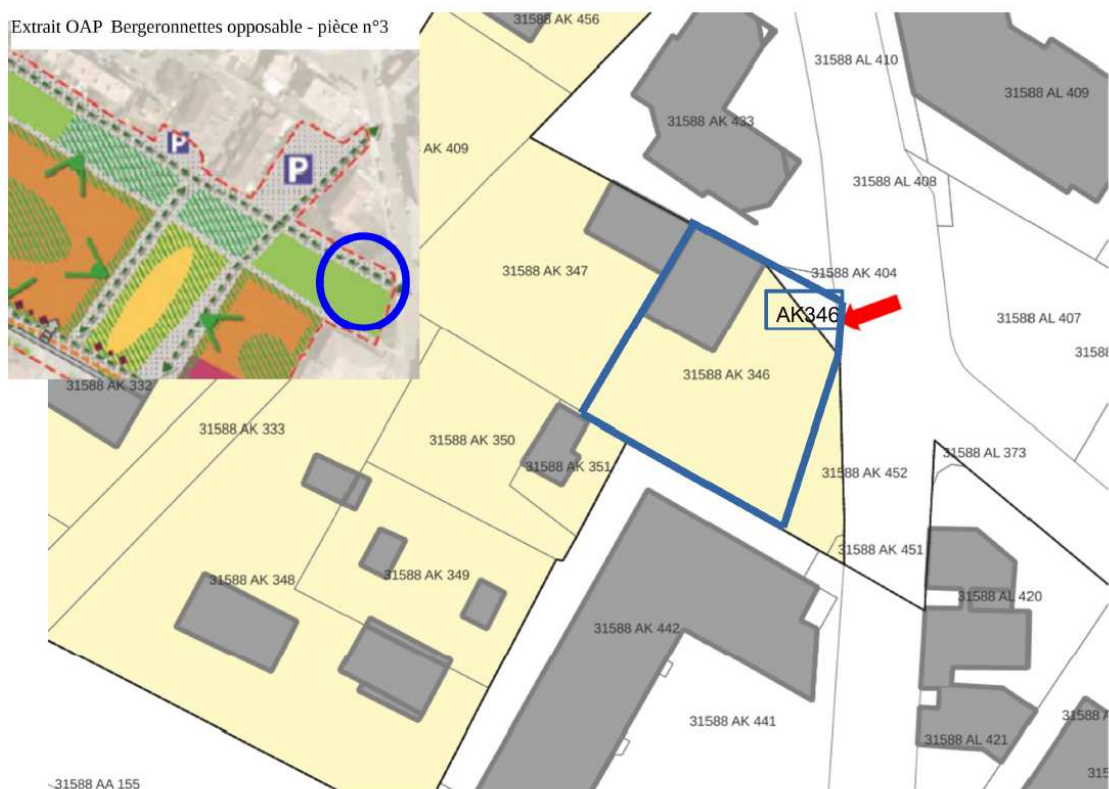 Extrait OAP Bergeronnettes opposable - pièce n°3
31588 AK 456
31588 AL 410
31588 AL 409
P
P
AK 409
31588 AK 433
31588 AL 408
31588 AK 347
31588 AK 404
AK346
31588 AL 407
3158
31588 AK 346
31588 AK 332
31588 AK 333
31588 AK 350
31588 AK 351
31588 AK 452
31588 AL 373
31588 AK 451
31588 AK 348
31588 AK 349
31588 AL 420
31588 AK 442
31588 AK 441
31588 A
31588 AL 421
315
31588 AA 155